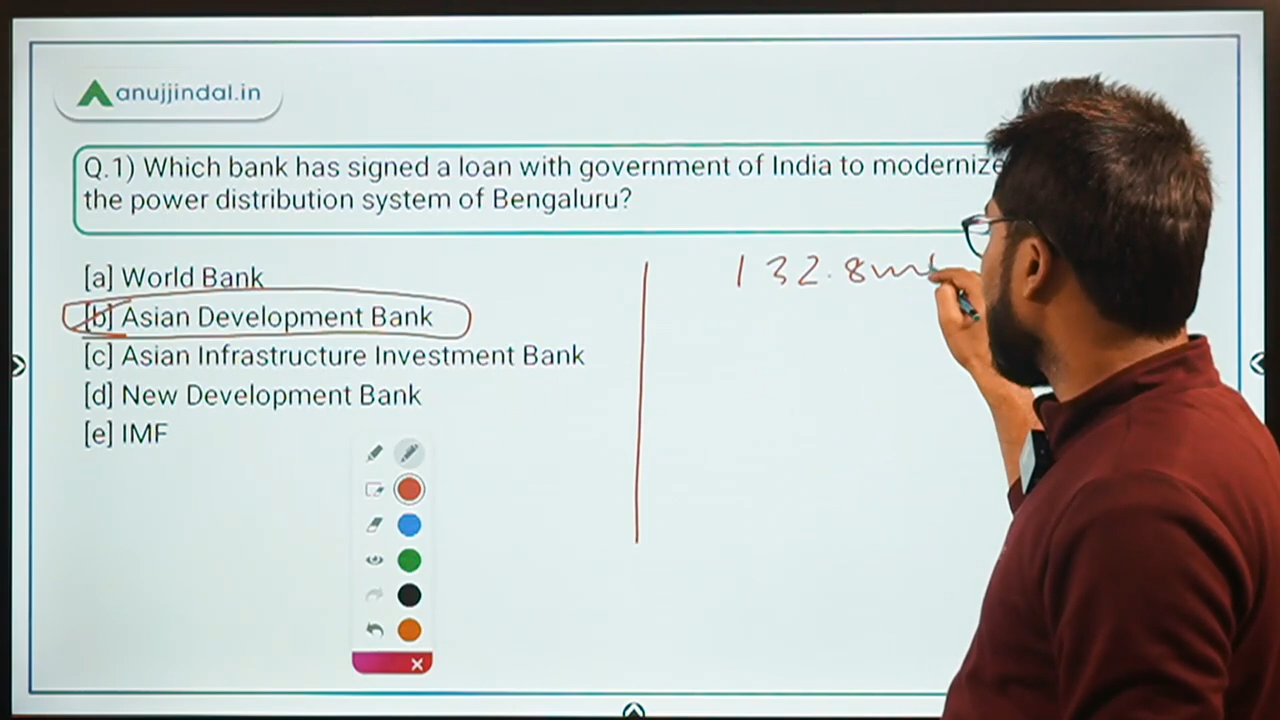 anujjindal.in
Q.1) Which bank has signed a loan with government of India to modernize
the power distribution system of Bengaluru?
[a] World Bank
[b] Asian Development Bank
[c] Asian Infrastructure Investment Bank
[d] New Development Bank
[e] IMF
132.8